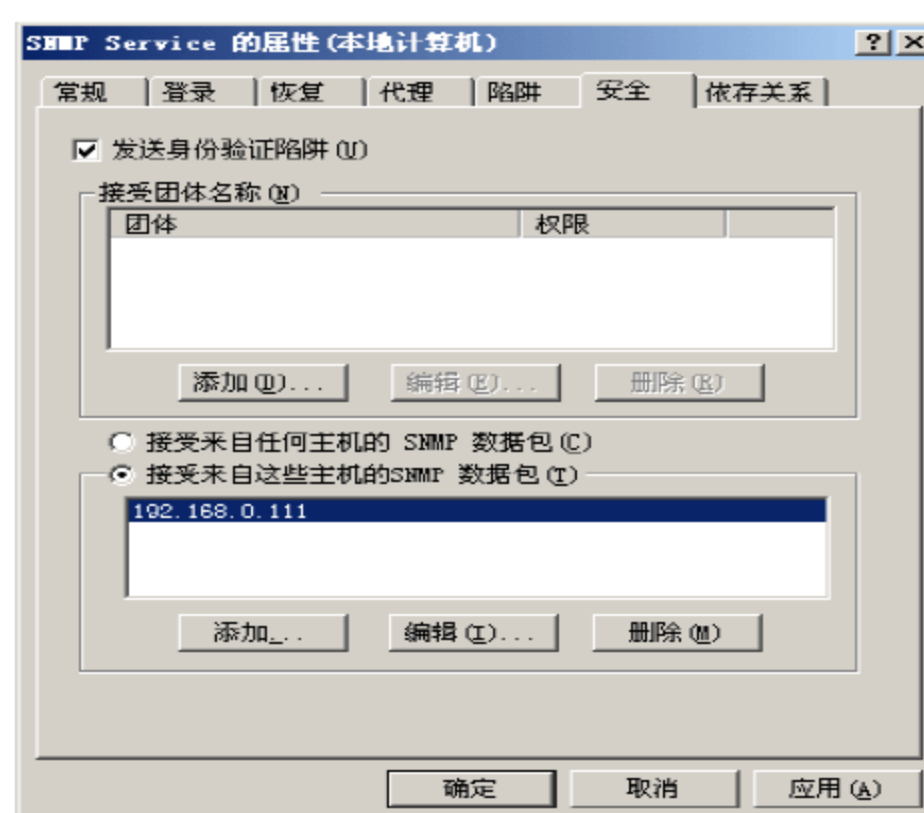 SNMP Service 的属性(本地计算机)
常规 登录 恢复 代理 陷阱 安全 依存关系
发送身份验证陷阱(U)
接受团体名称(N)
团体 权限
添加(D)... 编辑(E)... 删除(R)
接受来自任何主机的 SNMP 数据包(C)
接受来自这些主机的SNMP 数据包(T)
192.168.0.111
添加_.. 编辑(I)... 删除(M)
确定 取消 应用(A)